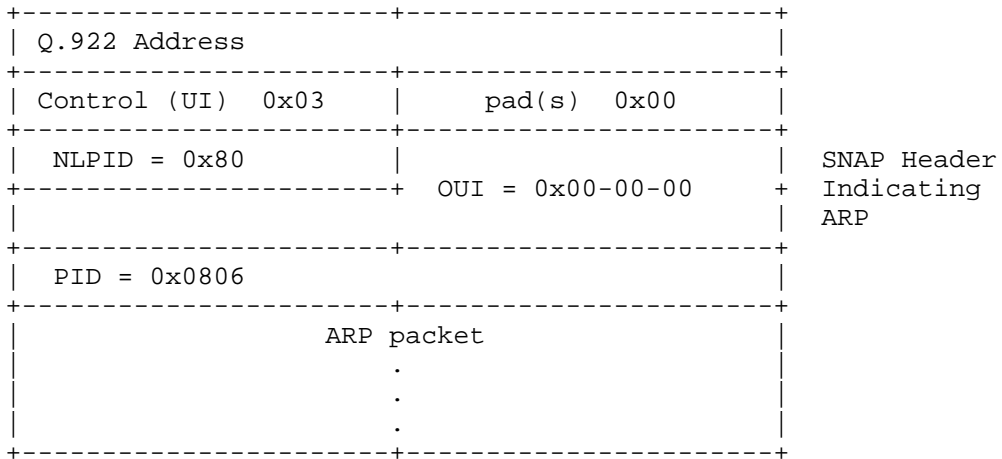 +-----------------------+-----------------------+
| Q.922 Address                                 |
+-----------------------+-----------------------+
| Control (UI)  0x03    |     pad(s)  0x00      |
+-----------------------+-----------------------+
|  NLPID = 0x80         |                       |  SNAP Header
+-----------------------+  OUI = 0x00-00-00     +  Indicating
|                                               |  ARP
+-----------------------+-----------------------+
|  PID = 0x0806                                 |
+-----------------------+-----------------------+
|                   ARP packet                  |
|                       .                       |
|                       .                       |
|                       .                       |
+-----------------------+-----------------------+